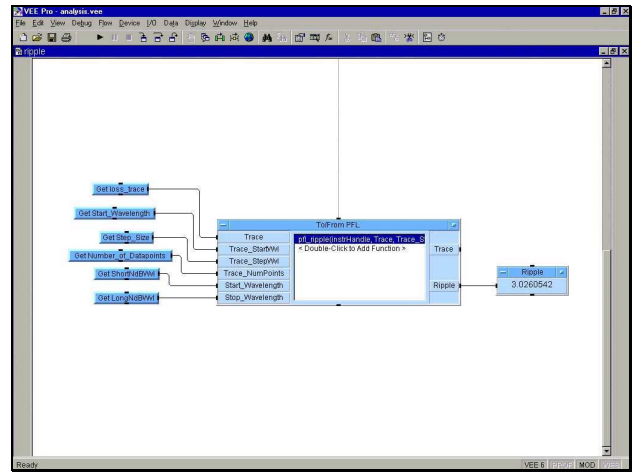 VEE Pro - analysis.vee
File Edit View Debug Flow Device I/O Data Display Window Help
ripple
Get loss_trace
Get Start_Wavelength
Get Step_Size
Get Number_of_Datapoints
Get ShortNdBWvl
Get LongNdBWvl
To/From PFL
Trace
Trace_StartWvl
Trace_StepWvl
Trace_NumPoints
Start_Wavelength
Stop_Wavelength
pfl_ripple(instrHandle, Trace, Trace_S
< Double-Click to Add Function >
Trace
Ripple
Ripple
3.0260542
Ready
VEE 6
PROF
MOD
WEB